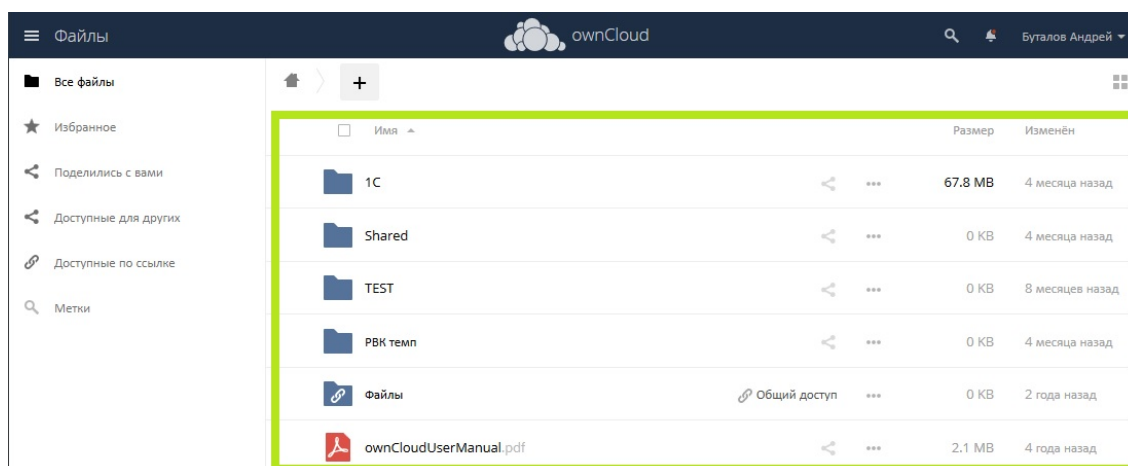 Файлы ownCloud Буталов Андрей
Все файлы
Избранное
Поделились с вами
Доступные для других
Доступные по ссылке
Метки
+
Имя Размер Изменён
1C 67.8 MB 4 месяца назад
Shared 0 KB 4 месяца назад
TEST 0 KB 8 месяцев назад
РВК темп 0 KB 4 месяца назад
Файлы Общий доступ 0 KB 2 года назад
ownCloudUserManual.pdf 2.1 MB 4 года назад